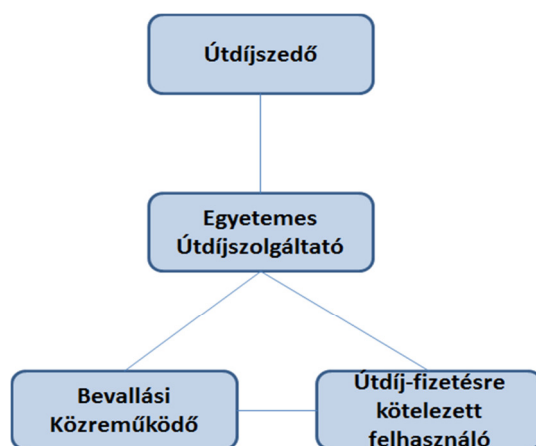 Útdíjszedő
Egyetemes
Útdíjszolgáltató
Bevallási
Közreműködő
Útdíj-fizetésre
kötelezett
felhasználó